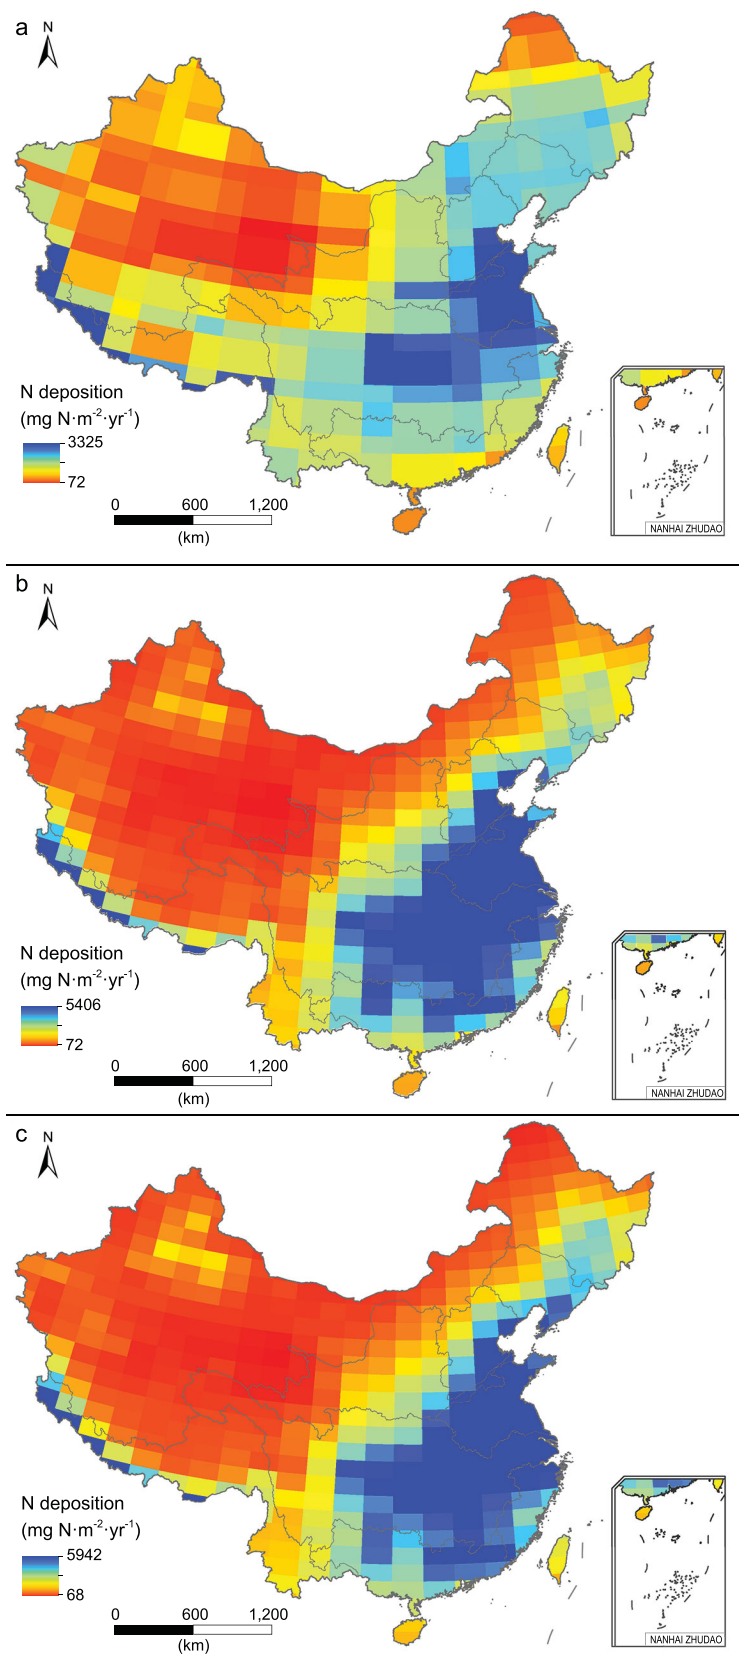 a
N
N deposition
(mg N·m⁻²·yr⁻¹)
3325
72
0 600 1,200
(km)
NANHAI ZHUDAO
b
N
N deposition
(mg N·m⁻²·yr⁻¹)
5406
72
0 600 1,200
(km)
NANHAI ZHUDAO
c
N
N deposition
(mg N·m⁻²·yr⁻¹)
5942
68
0 600 1,200
(km)
NANHAI ZHUDAO